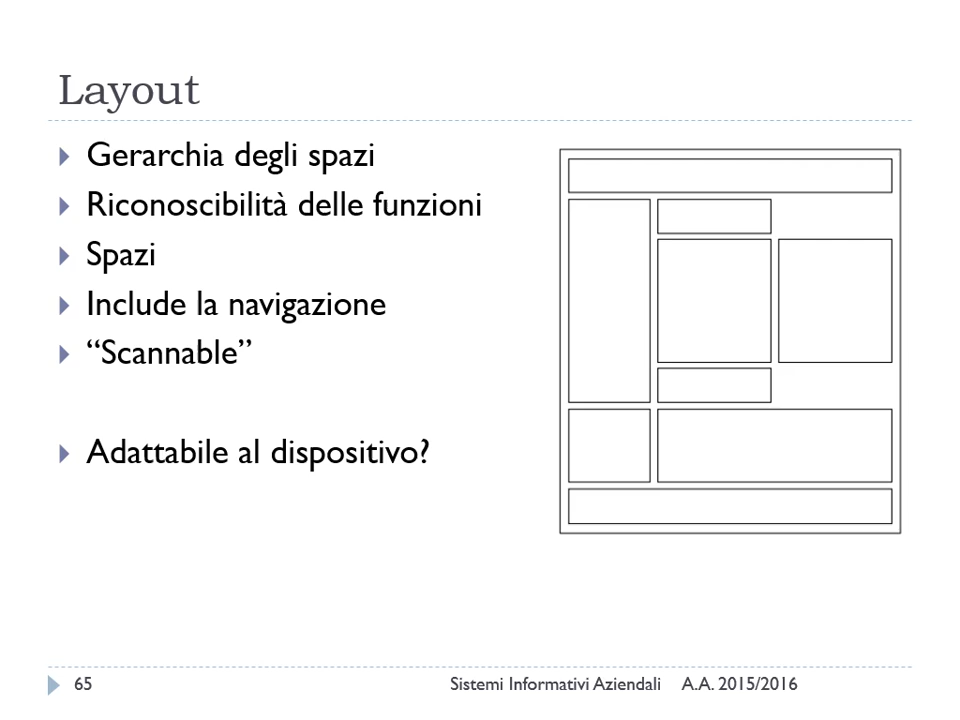 Layout
Gerarchia degli spazi
Riconoscibilità delle funzioni
Spazi
Include la navigazione
“Scannable”
Adattabile al dispositivo?
65
Sistemi Informativi Aziendali A.A. 2015/2016